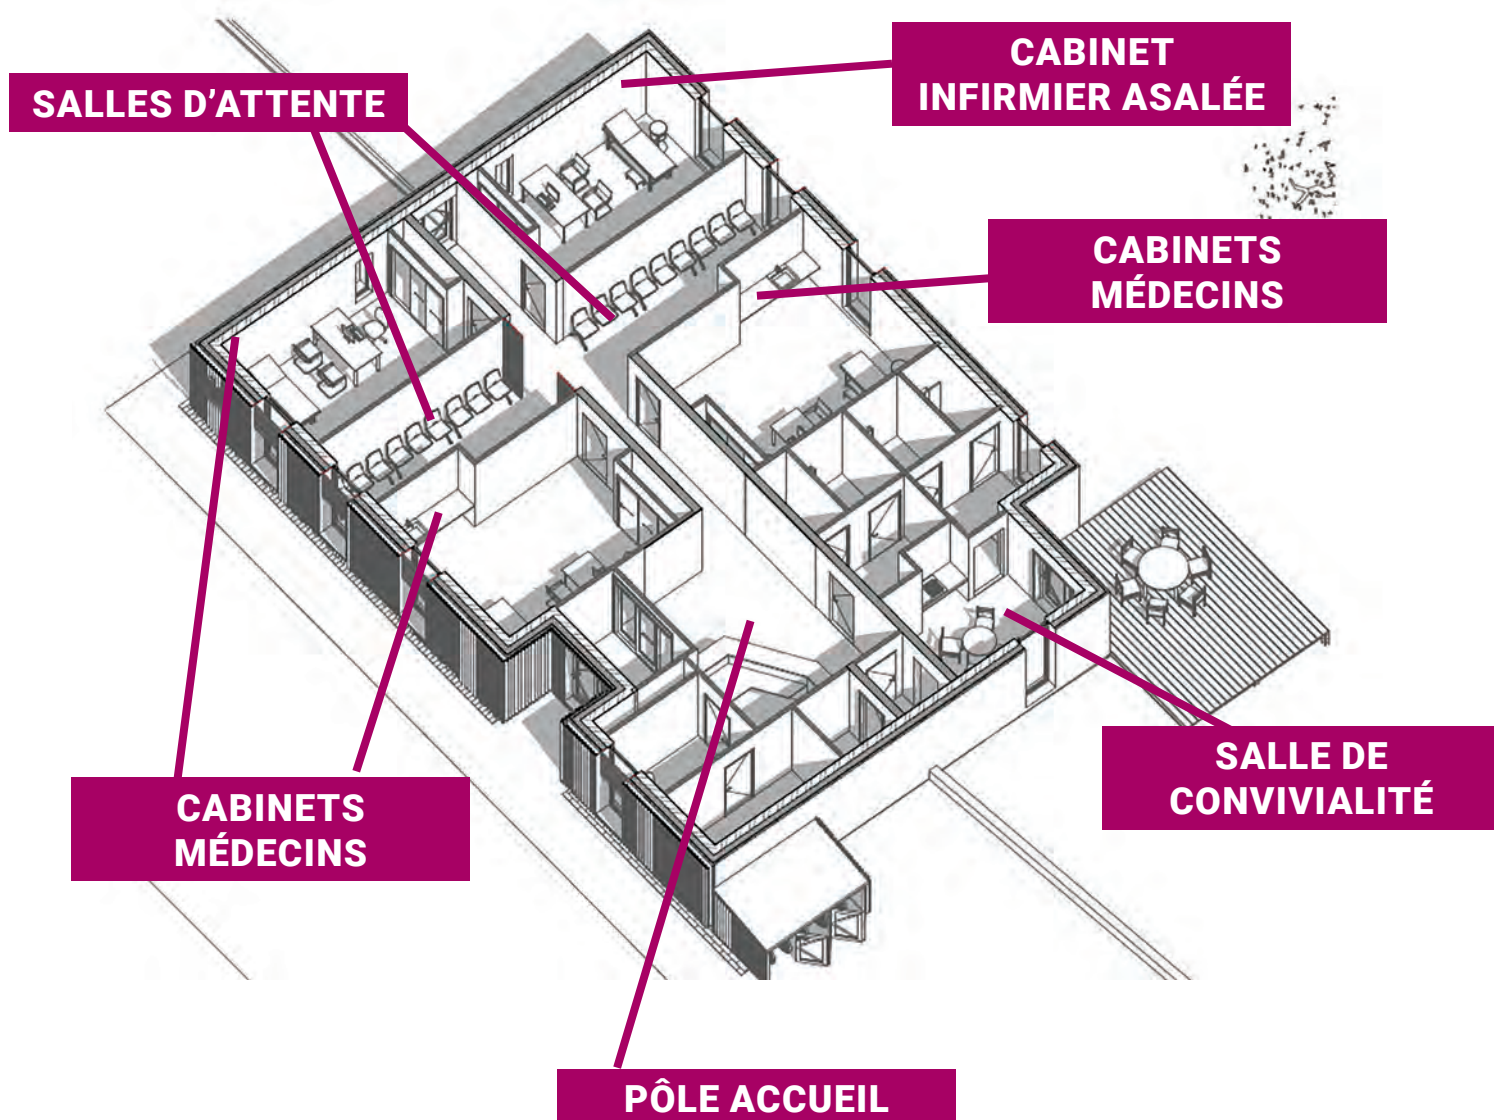 CABINET
INFIRMIER ASALÉE
SALLES D’ATTENTE
CABINETS
MÉDECINS
SALLE DE
CONVIVIALITÉ
CABINETS
MÉDECINS
PÔLE ACCUEIL